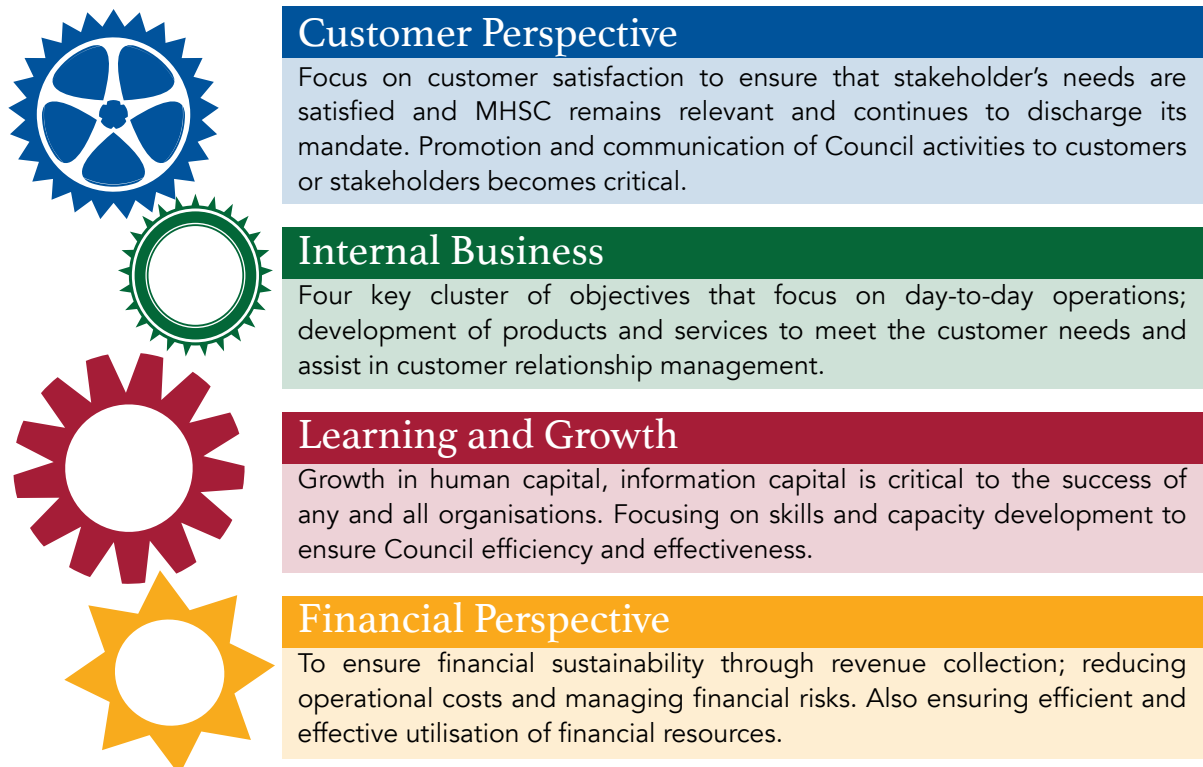 Customer Perspective
Focus on customer satisfaction to ensure that stakeholder’s needs are
satisfied and MHSC remains relevant and continues to discharge its
mandate. Promotion and communication of Council activities to customers
or stakeholders becomes critical.
Internal Business
Four key cluster of objectives that focus on day-to-day operations;
development of products and services to meet the customer needs and
assist in customer relationship management.
Learning and Growth
Growth in human capital, information capital is critical to the success of
any and all organisations. Focusing on skills and capacity development to
ensure Council efficiency and effectiveness.
Financial Perspective
To ensure financial sustainability through revenue collection; reducing
operational costs and managing financial risks. Also ensuring efficient and
effective utilisation of financial resources.